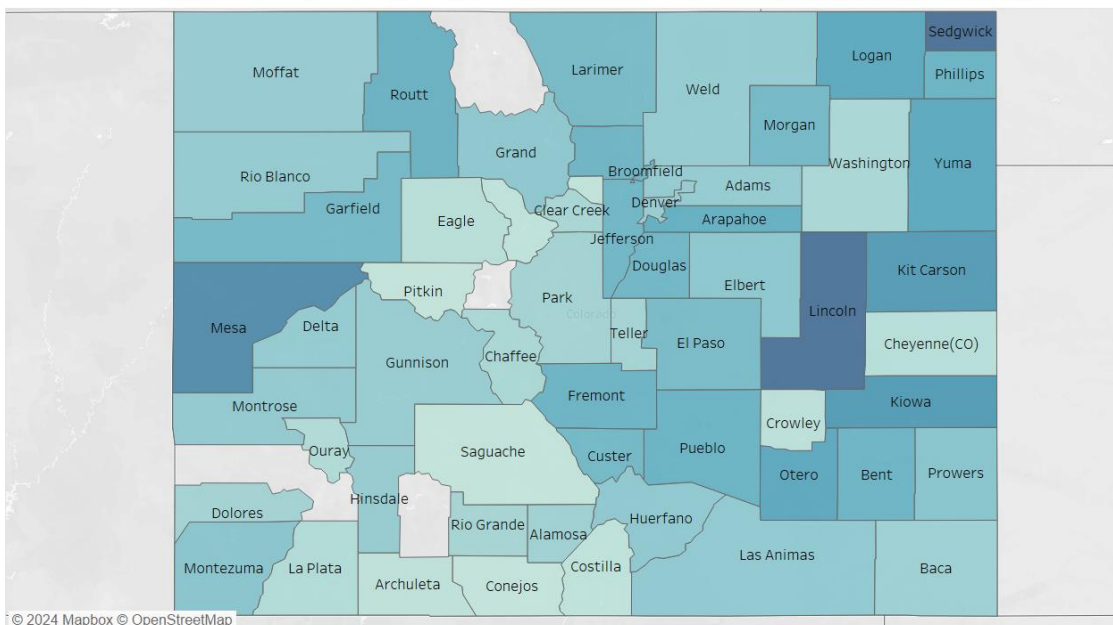 Sedgwick
Logan
Larimer
Moffat
Phillips
Weld
Routt
Morgan
Grand
Washington
Yuma
Broomfield
Rio Blanco
Adams
Denver
Garfield
Clear Creek
Eagle
Arapahoe
Jefferson
Douglas
Kit Carson
Elbert
Pitkin
Park
Lincoln
Colorado
Mesa
Delta
Teller
El Paso
Cheyenne(CO)
Chaffee
Gunnison
Fremont
Kiowa
Montrose
Crowley
Pueblo
Ouray
Saguache
Custer
Otero
Bent
Prowers
Hinsdale
Dolores
Rio Grande
Alamosa
Huerfano
Las Animas
Montezuma
La Plata
Costilla
Baca
Archuleta
Conejos
© 2024 Mapbox © OpenStreetMap